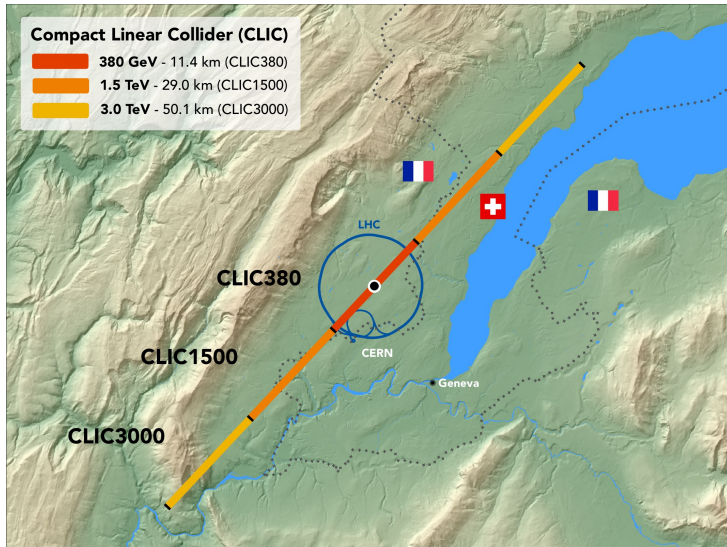 Compact Linear Collider (CLIC)
380 GeV - 11.4 km (CLIC380)
1.5 TeV - 29.0 km (CLIC1500)
3.0 TeV - 50.1 km (CLIC3000)
LHC
CLIC380
CLIC1500
CERN
Geneva
CLIC3000